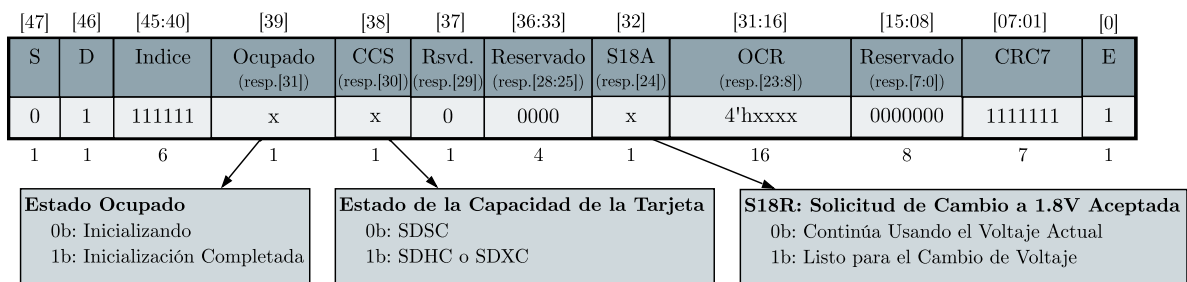 [47] [46] [45:40] [39] [38] [37] [36:33] [32] [31:16] [15:08] [07:01] [0]
S D Indice Ocupado CCS Rsvd. Reservado S18A OCR Reservado CRC7 E
(resp.[31]) (resp.[30]) (resp.[29]) (resp.[28:25]) (resp.[24]) (resp.[23:8]) (resp.[7:0])
0 1 111111 x x 0 0000 x 4'hxxxx 0000000 1111111 1
1 1 6 1 1 1 4 1 16 8 7 1
Estado Ocupado
0b: Inicializando
1b: Inicialización Completada
Estado de la Capacidad de la Tarjeta
0b: SDSC
1b: SDHC o SDXC
S18R: Solicitud de Cambio a 1.8V Aceptada
0b: Continúa Usando el Voltaje Actual
1b: Listo para el Cambio de Voltaje